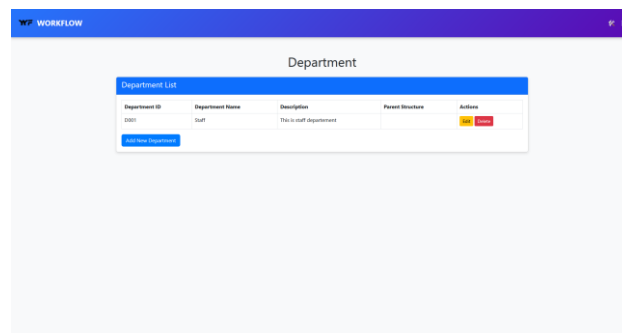 WF WORKFLOW
Department
Department List
Department ID Department Name Description Parent Structure Actions
D001 Staff This is staff departement Edit Delete
Add New Department